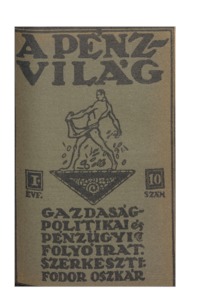 A PÉNZ-
VILÁG
I.
ÉVF.
10
SZÁM
GAZDASÁG-
POLITIKAI ÉS
PÉNZÜGYI
FOLYÓIRAT.
SZERKESZTI:
FODOR OSZKÁR